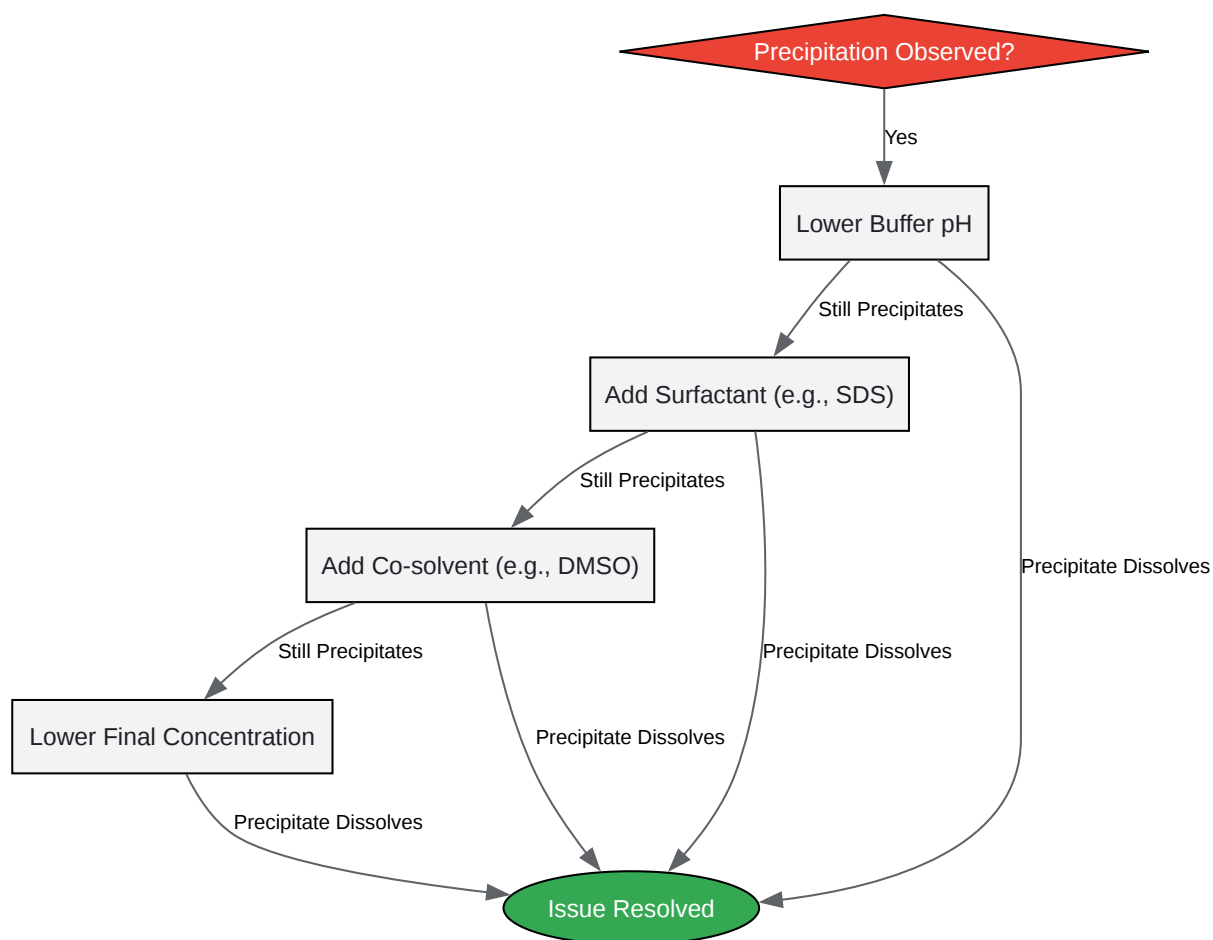 Precipitation Observed?
Yes
Lower Buffer pH
Still Precipitates
Add Surfactant (e.g., SDS)
Still Precipitates
Add Co-solvent (e.g., DMSO)
Precipitate Dissolves
Still Precipitates
Precipitate Dissolves
Lower Final Concentration
Precipitate Dissolves
Precipitate Dissolves
Issue Resolved